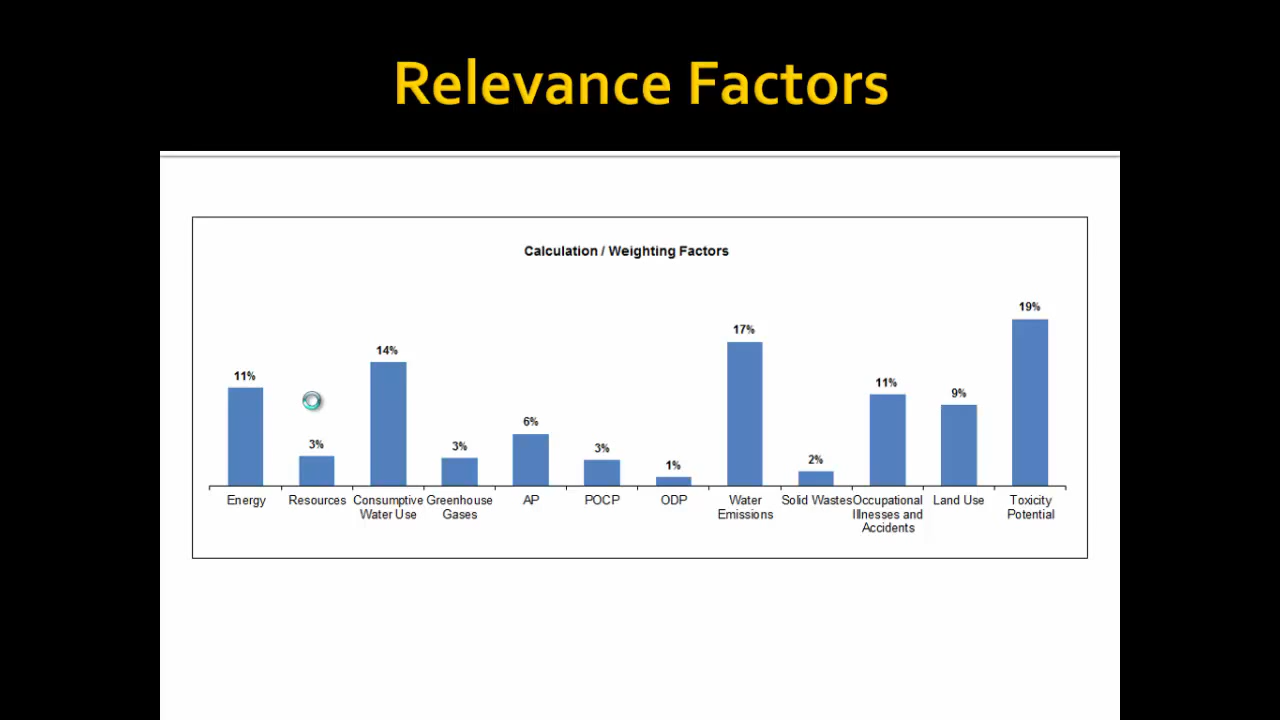 Relevance Factors
Calculation / Weighting Factors
11%
3%
14%
3%
6%
3%
1%
17%
2%
11%
9%
19%
Energy
Resources
Consumptive
Water Use
Greenhouse
Gases
AP
POCP
ODP
Water
Emissions
Solid Wastes
Occupational
Illnesses and
Accidents
Land Use
Toxicity
Potential